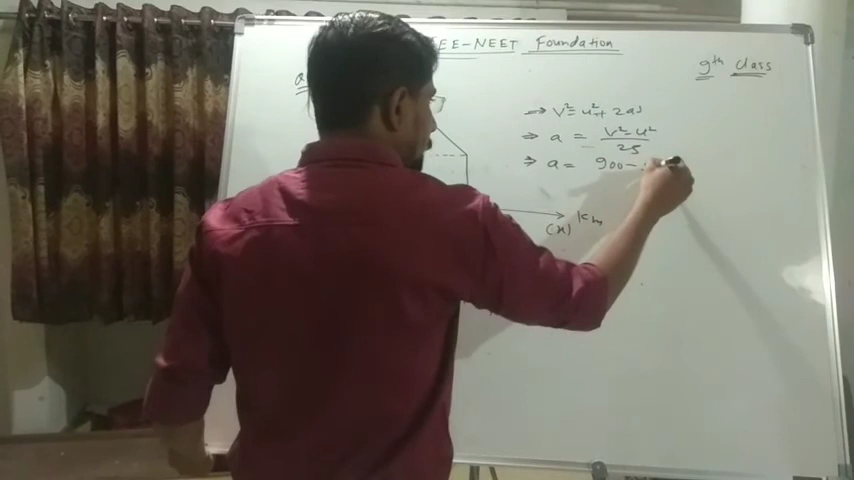 EE-NEET Foundation
9th Class
a
⇒ V² = u² + 2as
⇒ a = V²-u² / 2s
⇒ a = 900-
(x) Km